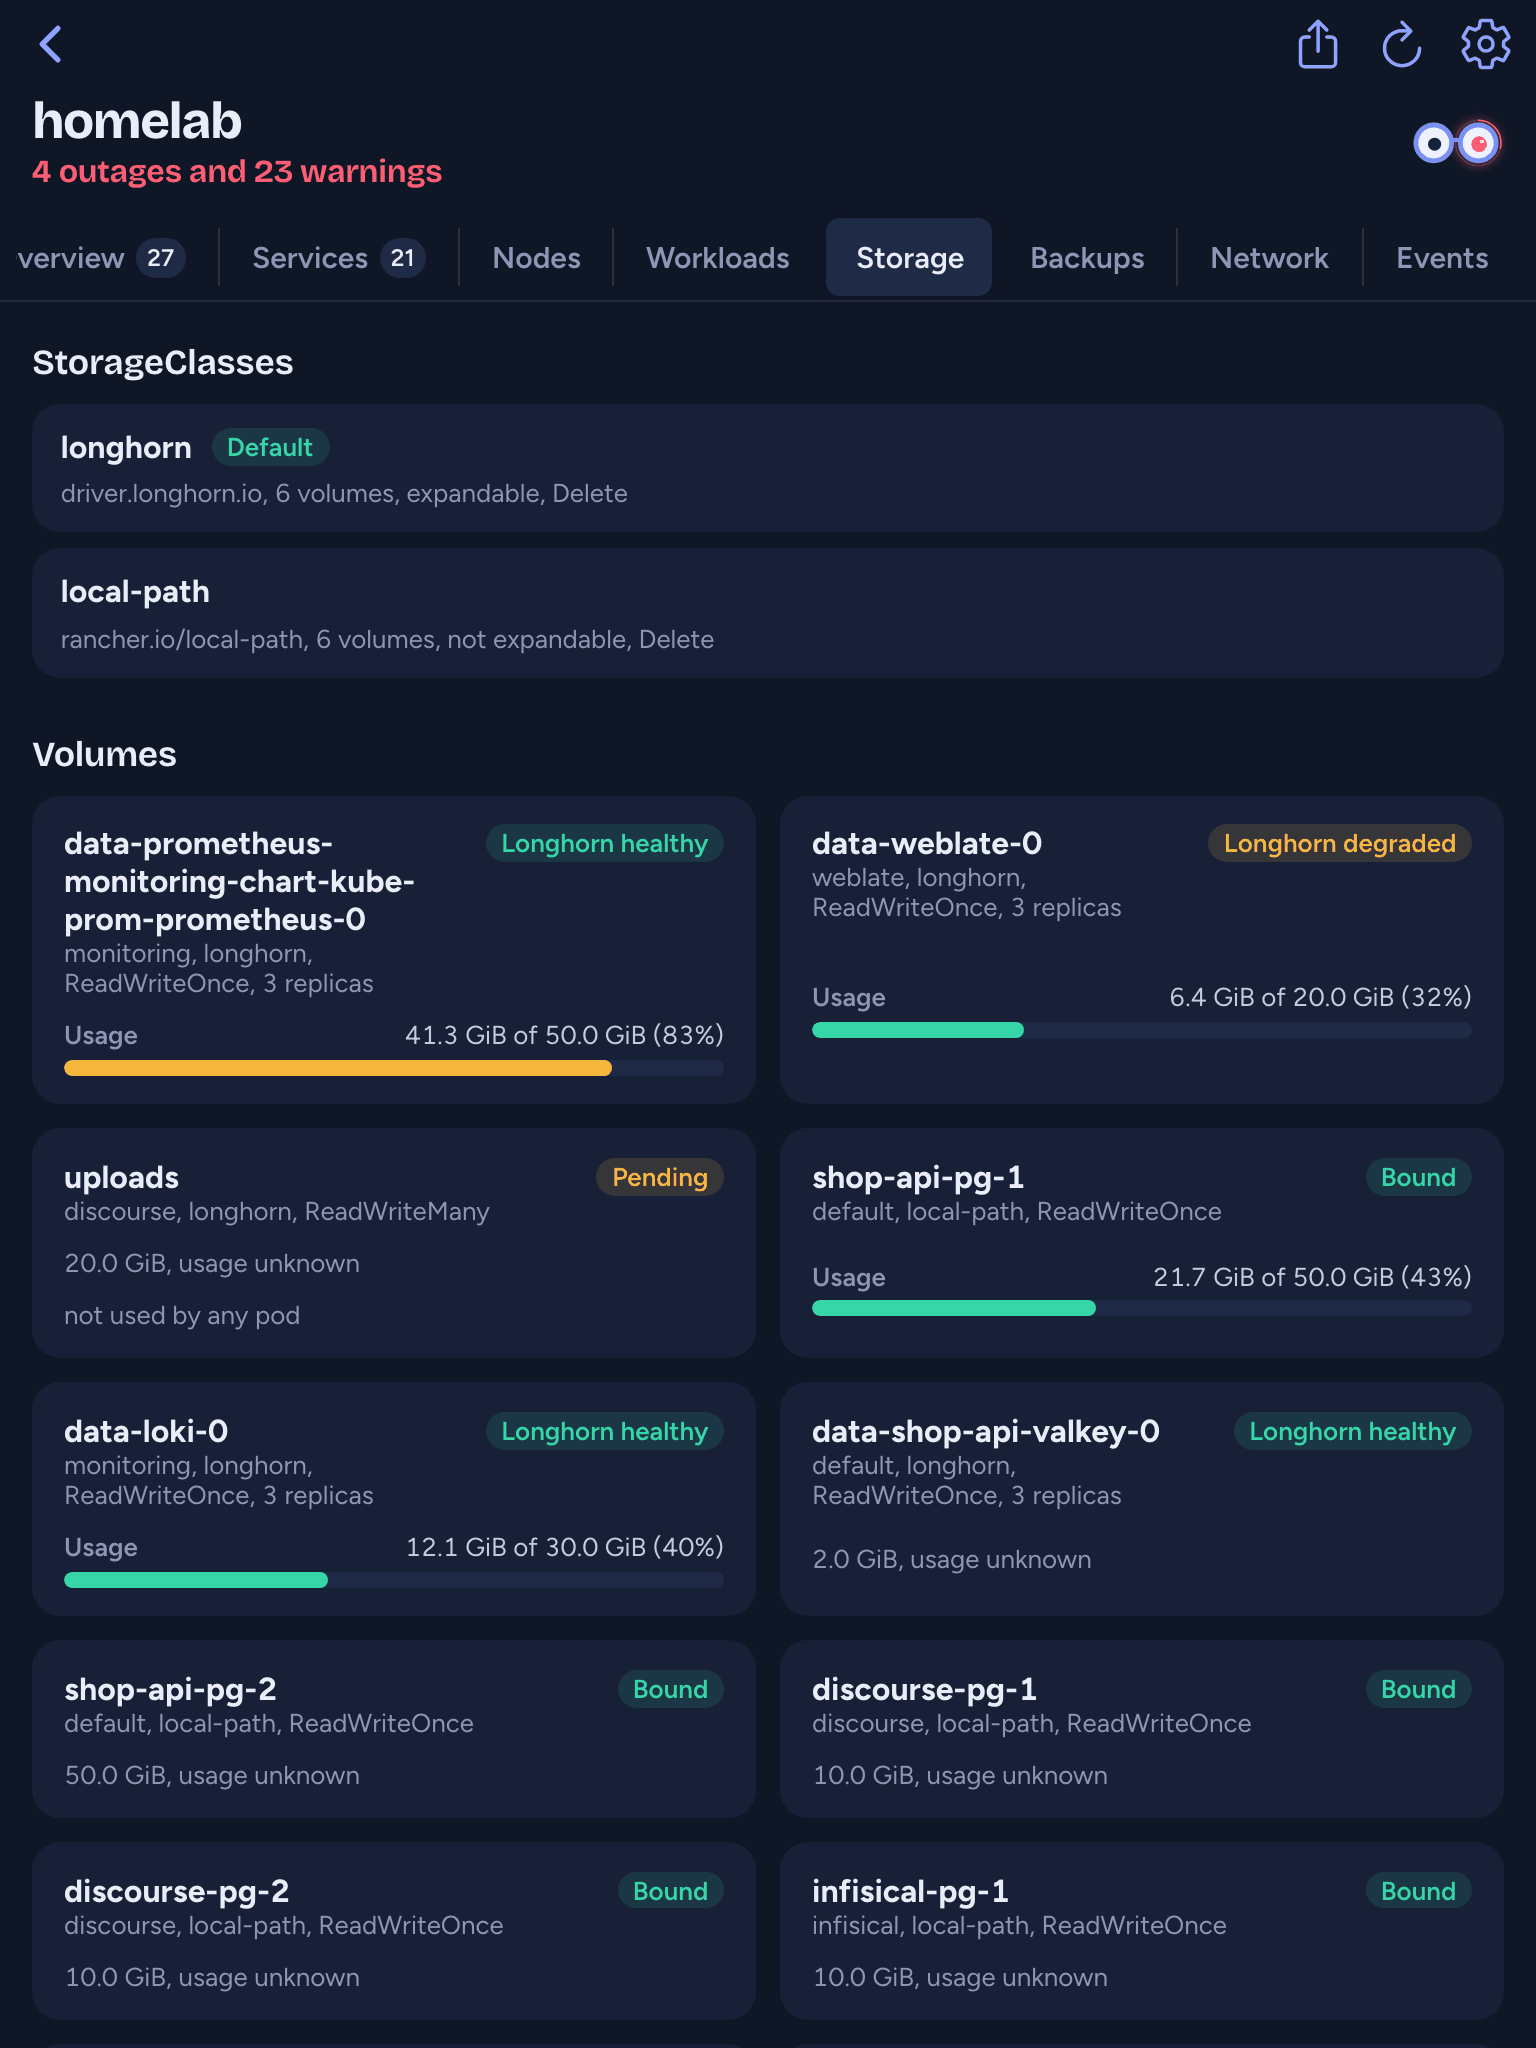 homelab
4 outages and 23 warnings
verview 27
Services 21
Nodes
Workloads
Storage
Backups
Network
Events
StorageClasses
longhorn Default
driver.longhorn.io, 6 volumes, expandable, Delete
local-path
rancher.io/local-path, 6 volumes, not expandable, Delete
Volumes
data-prometheus-
monitoring-chart-kube-
prom-prometheus-0
Longhorn healthy
monitoring, longhorn,
ReadWriteOnce, 3 replicas
Usage 41.3 GiB of 50.0 GiB (83%)
data-weblate-0 Longhorn degraded
weblate, longhorn,
ReadWriteOnce, 3 replicas
Usage 6.4 GiB of 20.0 GiB (32%)
uploads Pending
discourse, longhorn, ReadWriteMany
20.0 GiB, usage unknown
not used by any pod
shop-api-pg-1 Bound
default, local-path, ReadWriteOnce
Usage 21.7 GiB of 50.0 GiB (43%)
data-loki-0 Longhorn healthy
monitoring, longhorn,
ReadWriteOnce, 3 replicas
Usage 12.1 GiB of 30.0 GiB (40%)
data-shop-api-valkey-0 Longhorn healthy
default, longhorn,
ReadWriteOnce, 3 replicas
2.0 GiB, usage unknown
shop-api-pg-2 Bound
default, local-path, ReadWriteOnce
50.0 GiB, usage unknown
discourse-pg-1 Bound
discourse, local-path, ReadWriteOnce
10.0 GiB, usage unknown
discourse-pg-2 Bound
discourse, local-path, ReadWriteOnce
10.0 GiB, usage unknown
infisical-pg-1 Bound
infisical, local-path, ReadWriteOnce
10.0 GiB, usage unknown